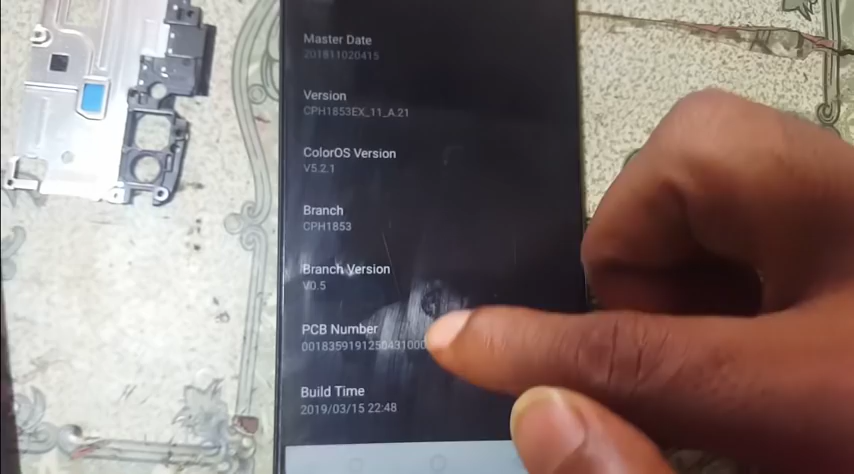 Master Date
201811020415
Version
CPH1853EX_11_A.21
ColorOS Version
V5.2.1
Branch
CPH1853
Branch Version
V0.5
PCB Number
Build Time
2019/03/15 22:48